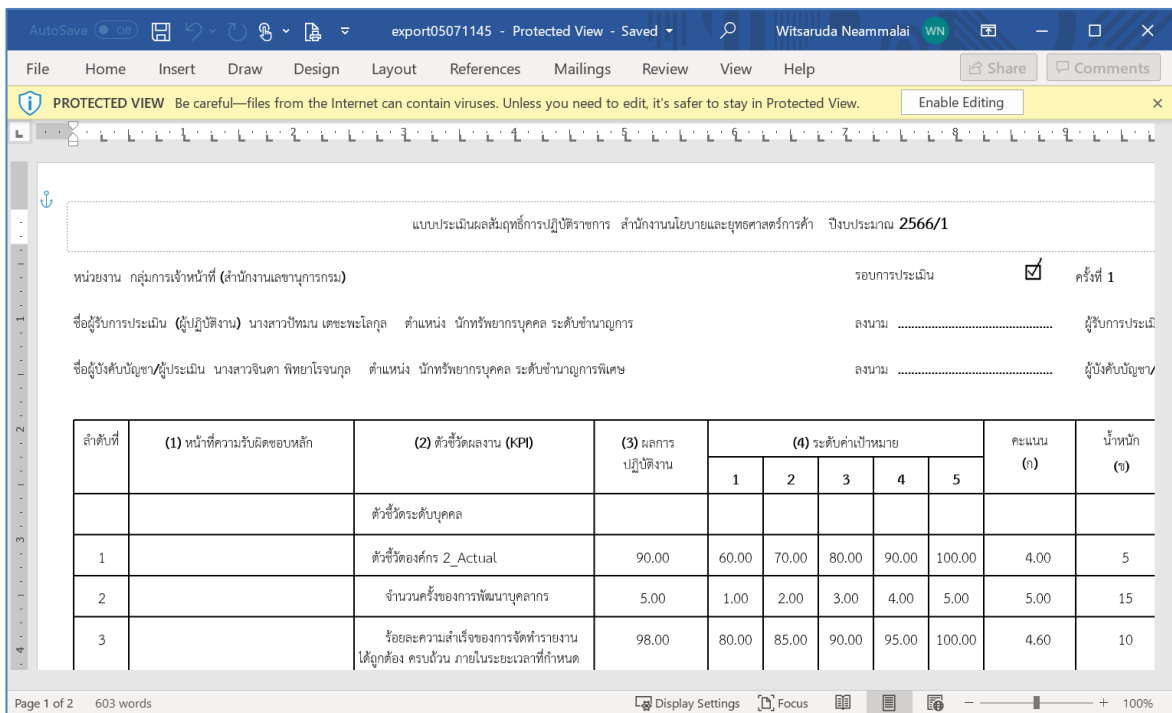 AutoSave Off export05071145 - Protected View - Saved Witsaruda Neammalai WN
File Home Insert Draw Design Layout References Mailings Review View Help Share Comments
PROTECTED VIEW Be careful—files from the Internet can contain viruses. Unless you need to edit, it's safer to stay in Protected View. Enable Editing
1 2 3 4 5 6 7 8 9
แบบประเมินผลสัมฤทธิ์การปฏิบัติราชการ สำนักงานนโยบายและยุทธศาสตร์การค้า ปีงบประมาณ 2566/1
หน่วยงาน กลุ่มการเจ้าหน้าที่ (สำนักงานเลขานุการกรม) รอบการประเมิน ☑ ครั้งที่ 1
ชื่อผู้รับการประเมิน (ผู้ปฏิบัติงาน) นางสาวปัทมน เตชะพะโลกุล ตำแหน่ง นักทรัพยากรบุคคล ระดับชำนาญการ ลงนาม ............................................ ผู้รับการประเมิ
ชื่อผู้บังคับบัญชา/ผู้ประเมิน นางสาวจินดา พิทยาโรจนกุล ตำแหน่ง นักทรัพยากรบุคคล ระดับชำนาญการพิเศษ ลงนาม ............................................ ผู้บังคับบัญชา/
ลำดับที่ (1) หน้าที่ความรับผิดชอบหลัก (2) ตัวชี้วัดผลงาน (KPI) (3) ผลการ (4) ระดับค่าเป้าหมาย คะแนน น้ำหนัก
ปฏิบัติงาน (ก) (ข)
1 2 3 4 5
ตัวชี้วัดระดับบุคคล
1 ตัวชี้วัดองค์กร 2_Actual 90.00 60.00 70.00 80.00 90.00 100.00 4.00 5
2 จำนวนครั้งของการพัฒนาบุคลากร 5.00 1.00 2.00 3.00 4.00 5.00 5.00 15
3 ร้อยละความสำเร็จของการจัดทำรายงาน 98.00 80.00 85.00 90.00 95.00 100.00 4.60 10
ได้ถูกต้อง ครบถ้วน ภายในระยะเวลาที่กำหนด
Page 1 of 2 603 words Display Settings Focus 100%